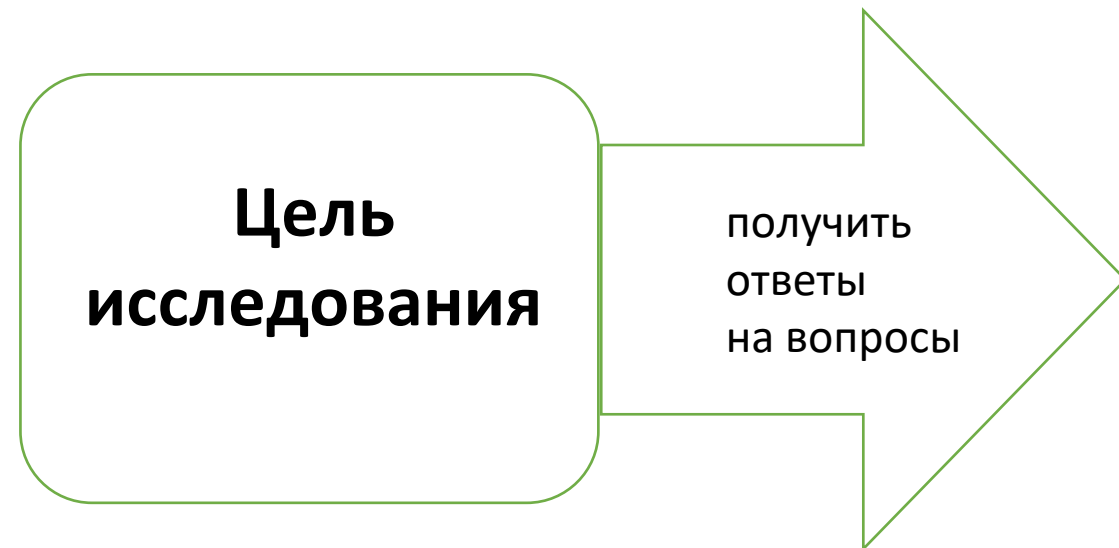 Цель
исследования
получить
ответы
на вопросы